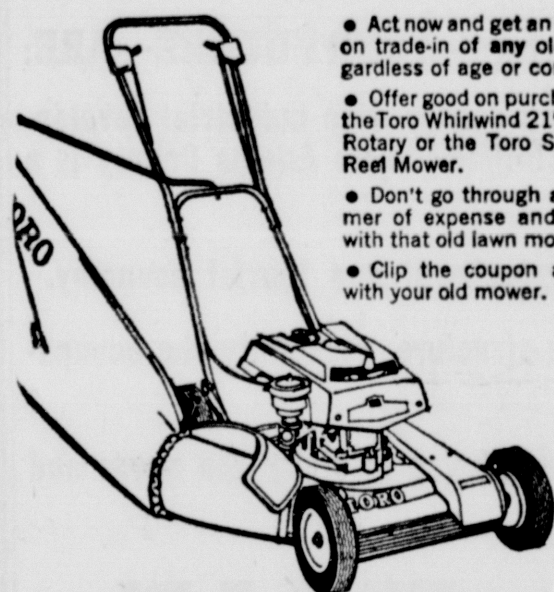 • Act now and get an
on trade-in of any ol
gardless of age or co
• Offer good on purch
the Toro Whirlwind 21"
Rotary or the Toro S
Reel Mower.
• Don't go through a
mer of expense and
with that old lawn mo
• Clip the coupon a
with your old mower.
ORO
TORO